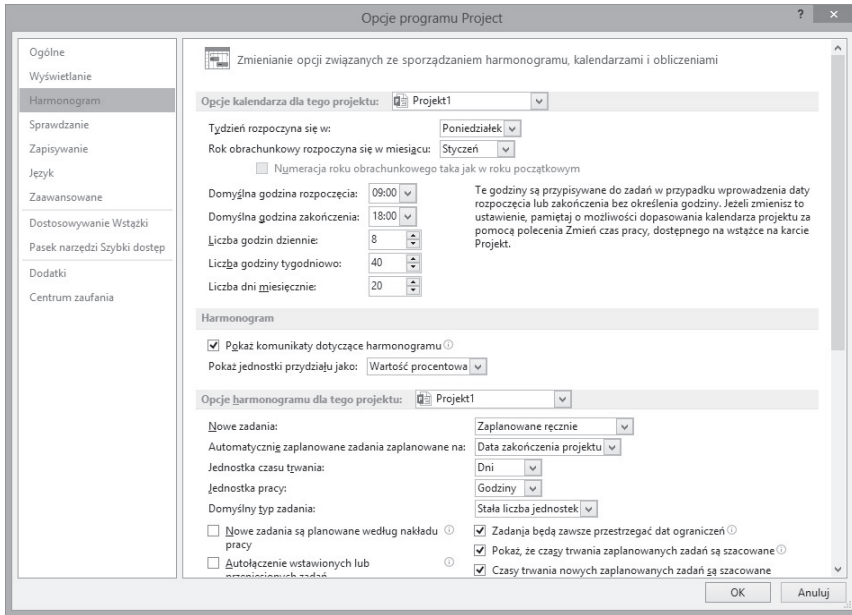 Opcje programu Project
?
Ogólne
Wyświetlanie
Harmonogram
Sprawdzanie
Zapisywanie
Język
Zaawansowane
Dostosowywanie Wstążki
Pasek narzędzi Szybki dostęp
Dodatki
Centrum zaufania
Zmienianie opcji związanych ze sporządzaniem harmonogramu, kalendarzami i obliczeniami
Opcje kalendarza dla tego projektu: Projekt1
Tydzień rozpoczyna się w: Poniedziałek
Rok obrachunkowy rozpoczyna się w miesiącu: Styczeń
Numeracja roku obrachunkowego taka jak w roku początkowym
Domyślna godzina rozpoczęcia: 09:00
Domyślna godzina zakończenia: 18:00
Liczba godzin dziennie: 8
Liczba godziny tygodniowo: 40
Liczba dni miesięcznie: 20
Te godziny są przypisywane do zadań w przypadku wprowadzenia daty
rozpoczęcia lub zakończenia bez określenia godziny. Jeżeli zmienisz to
ustawienie, pamiętaj o możliwości dopasowania kalendarza projektu za
pomocą polecenia Zmień czas pracy, dostępnego na wstążce na karcie
Projekt.
Harmonogram
Pokaż komunikaty dotyczące harmonogramu
Pokaż jednostki przydziału jako: Wartość procentowa
Opcje harmonogramu dla tego projektu: Projekt1
Nowe zadania: Zaplanowane ręcznie
Automatycznie zaplanowane zadania zaplanowane na: Data zakończenia projektu
Jednostka czasu trwania: Dni
Jednostka pracy: Godziny
Domyślny typ zadania: Stała liczba jednostek
Nowe zadania są planowane według nakładu
pracy
Autołączenie wstawionych lub
przeniesionych zadań
Zadania będą zawsze przestrzegać dat ograniczeń
Pokaż, że czasy trwania zaplanowanych zadań są szacowane
Czasy trwania nowych zaplanowanych zadań są szacowane
OK
Anuluj